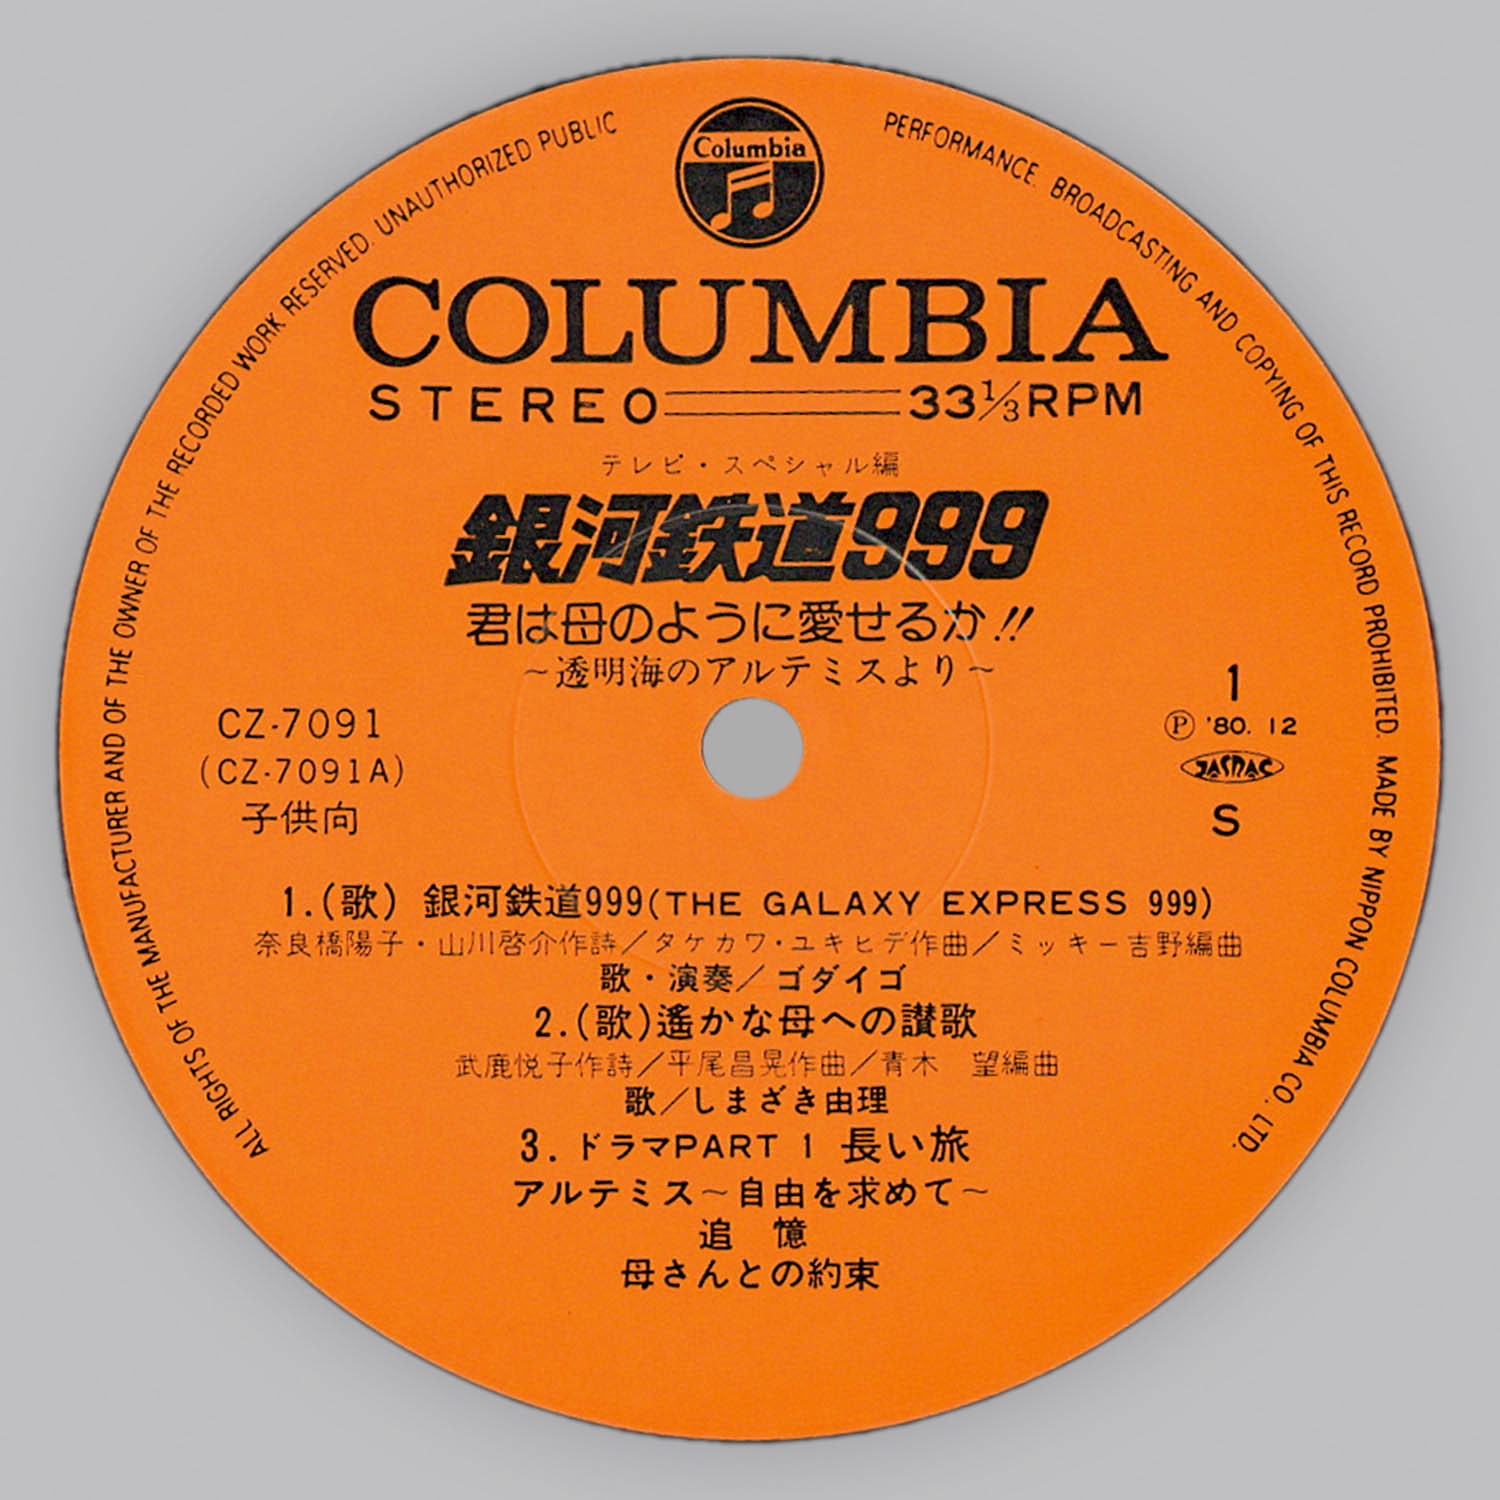 Columbia
COLUMBIA
STEREO 33⅓RPM
テレビ・スペシャル編
銀河鉄道999
君は母のように愛せるか!!
～透明海のアルテミスより～
CZ-7091
(CZ-7091A)
子供向
1
Ⓟ '80. 12
JASRAC
S
1.(歌) 銀河鉄道999(THE GALAXY EXPRESS 999)
奈良橋陽子・山川啓介作詩／タケカワ・ユキヒデ作曲／ミッキー吉野編曲
歌・演奏／ゴダイゴ
2.(歌)遙かな母への讃歌
武鹿悦子作詩／平尾昌晃作曲／青木 望編曲
歌／しまざき由理
3. ドラマPART 1 長い旅
アルテミス～自由を求めて～
追 憶
母さんとの約束
ALL RIGHTS OF THE MANUFACTURER AND OF THE OWNER OF THE RECORDED WORK RESERVED. UNAUTHORIZED PUBLIC PERFORMANCE. BROADCASTING AND COPYING OF THIS RECORD PROHIBITED. MADE BY NIPPON COLUMBIA CO., LTD.